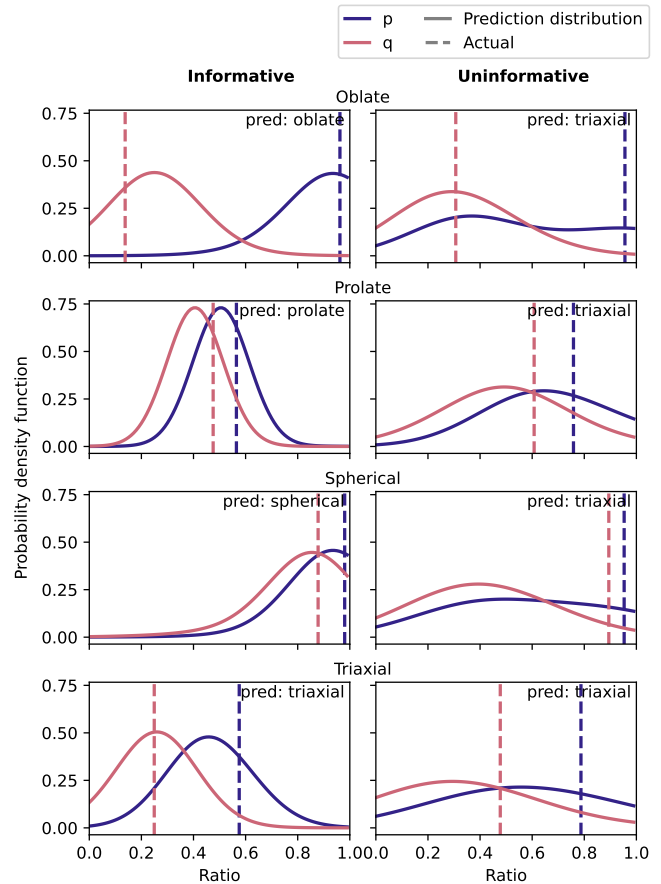 p Prediction distribution
q Actual
Informative Uninformative
Oblate
0.75 pred: oblate pred: triaxial
0.50
0.25
0.00
Prolate
0.75 pred: prolate pred: triaxial
0.50
0.25
0.00
Spherical
0.75 pred: spherical pred: triaxial
0.50
0.25
0.00
Triaxial
0.75 pred: triaxial pred: triaxial
0.50
0.25
0.00
0.0 0.2 0.4 0.6 0.8 1.0 0.0 0.2 0.4 0.6 0.8 1.0
Ratio Ratio
Probability density function